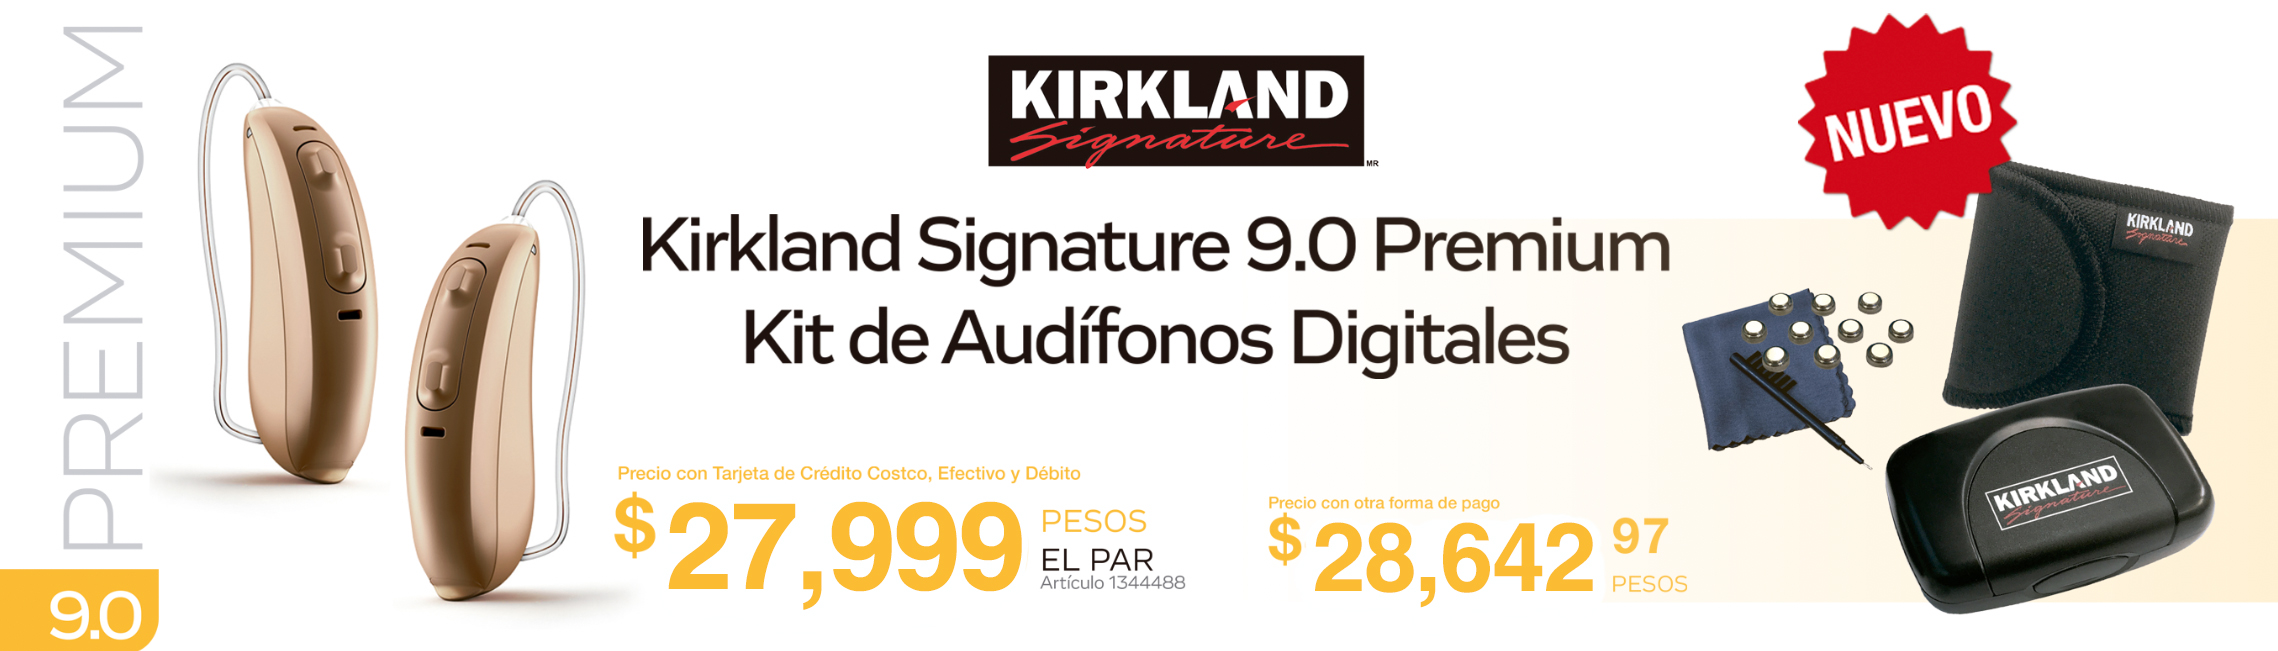 PREMIUM
9.0
KIRKLAND
Signature
MR
NUEVO
Kirkland Signature 9.0 Premium
Kit de Audífonos Digitales
Precio con Tarjeta de Crédito Costco, Efectivo y Débito
$27,999 PESOS
EL PAR
Artículo 1344488
Precio con otra forma de pago
$28,642 97
PESOS
KIRKLAND
Signature
KIRKLAND
Signature